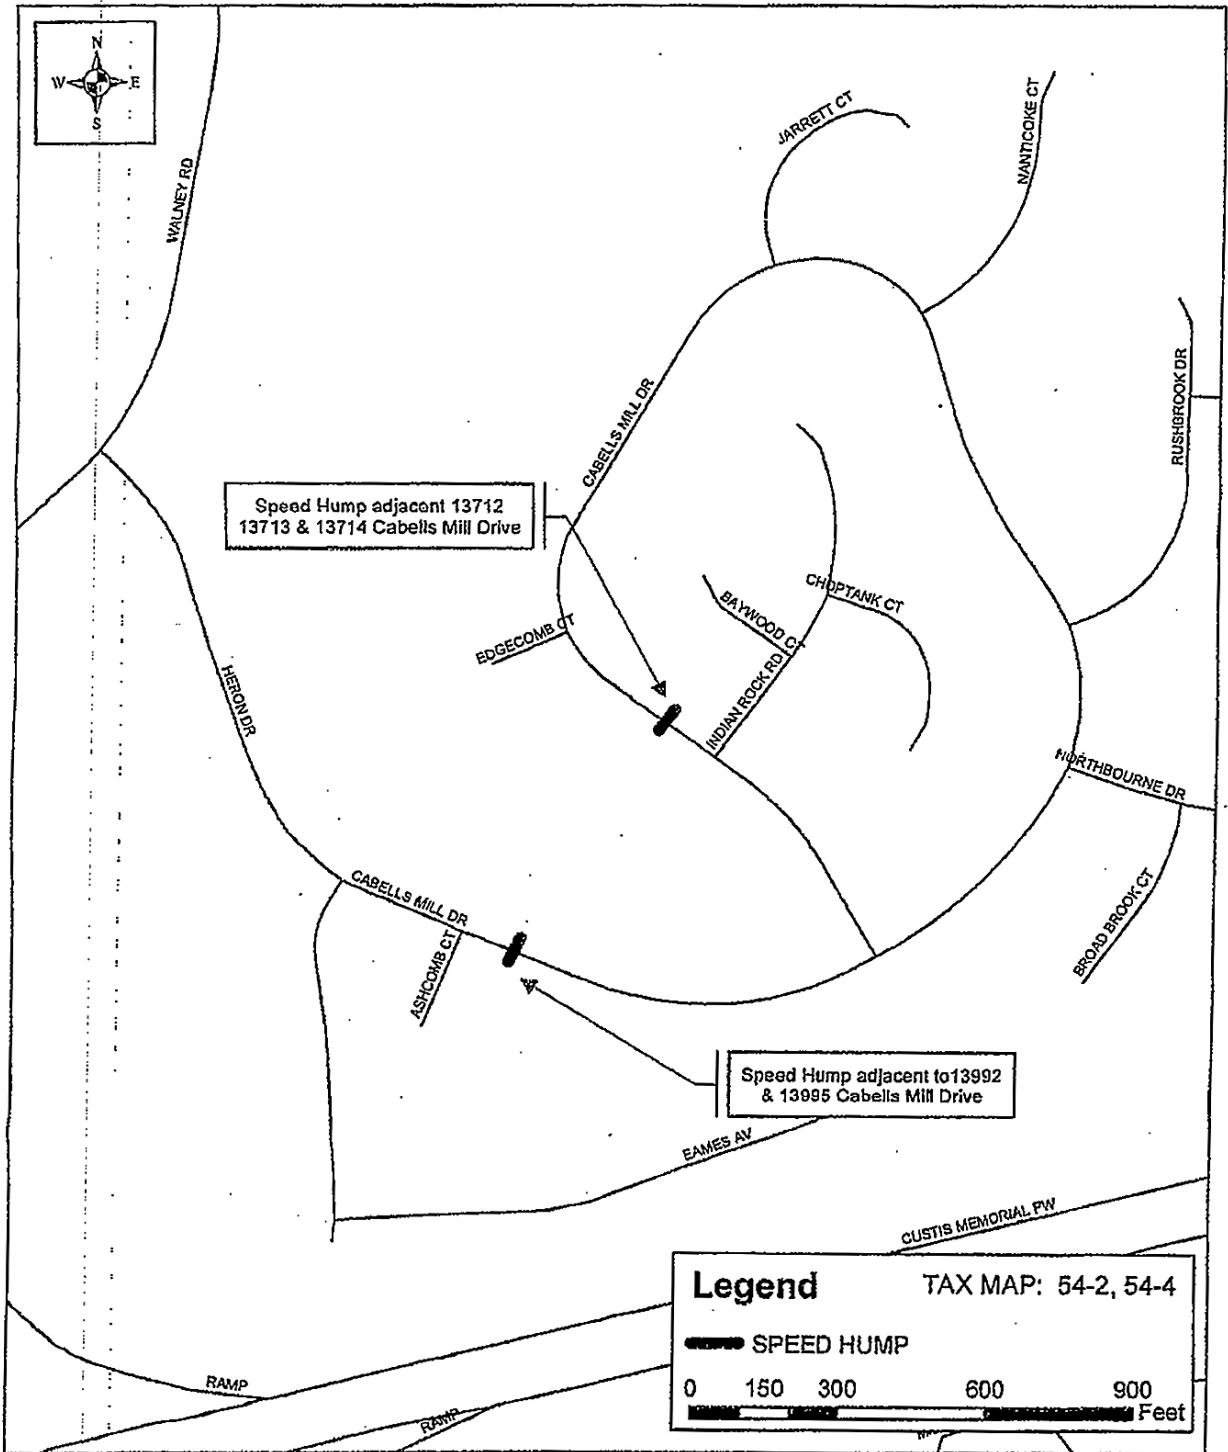 N
W E
S
WALNEY RD
JARRETT CT
NANTICOKE CT
RUSHBROOK DR
CABELLS MILL DR
Speed Hump adjacent 13712
13713 & 13714 Cabells Mill Drive
CHOPTANK CT
BAYWOOD CT
EDGECOMB CT
INDIAN ROCK RD
HERON DR
NORTHBOURNE DR
CABELLS MILL DR
ASHCOMB CT
BROAD BROOK CT
Speed Hump adjacent to13992
& 13995 Cabells Mill Drive
EAMES AV
CUSTIS MEMORIAL PW
Legend TAX MAP: 54-2, 54-4
SPEED HUMP
0 150 300 600 900
Feet
RAMP
RAMP